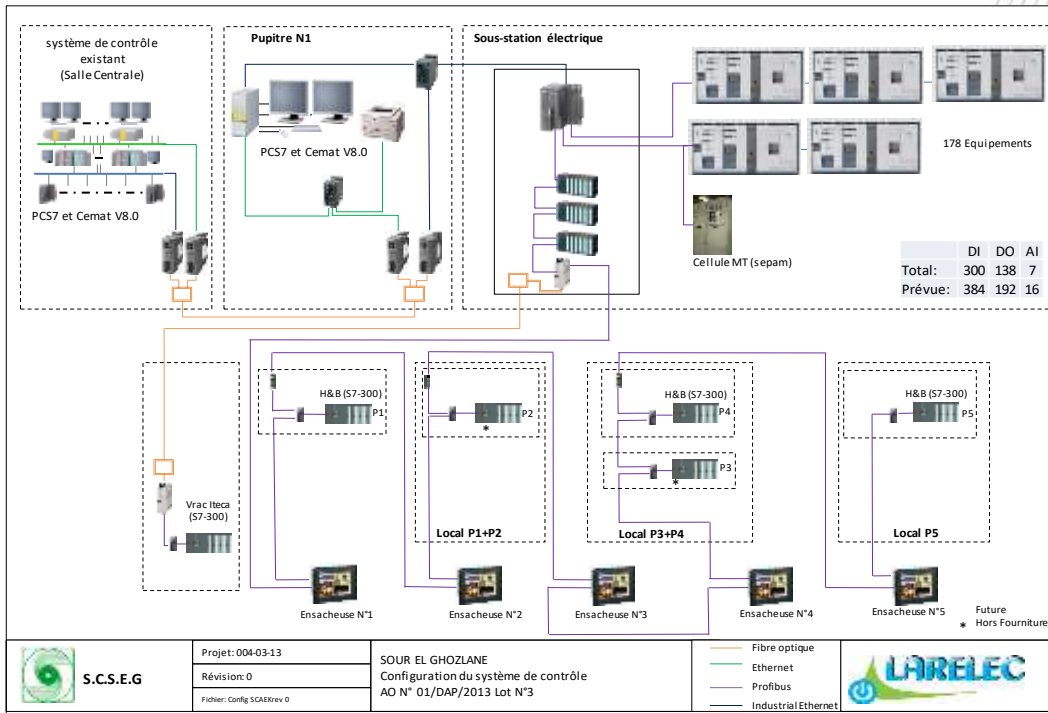 système de contrôle
existant
(Salle Centrale)
PCS7 et Cemat V8.0
Pupitre N1
PCS7 et Cemat V8.0
Sous-station électrique
178 Equipements
Cellule MT (sepam)
DI DO AI
Total: 300 138 7
Prévue: 384 192 16
Vrac Iteca
(S7-300)
H&B (S7-300)
P1
P2
*
Local P1+P2
H&B (S7-300)
P4
P3
*
Local P3+P4
H&B (S7-300)
P5
Local P5
Ensacheuse N°1
Ensacheuse N°2
Ensacheuse N°3
Ensacheuse N°4
Ensacheuse N°5
Future
* Hors Fourniture
S.C.S.E.G
Projet: 004-03-13
Révision: 0
Fichier: Config SCAEKrev 0
SOUR EL GHOZLANE
Configuration du système de contrôle
AO N° 01/DAP/2013 Lot N°3
Fibre optique
Ethernet
Profibus
Industrial Ethernet
LARELEC